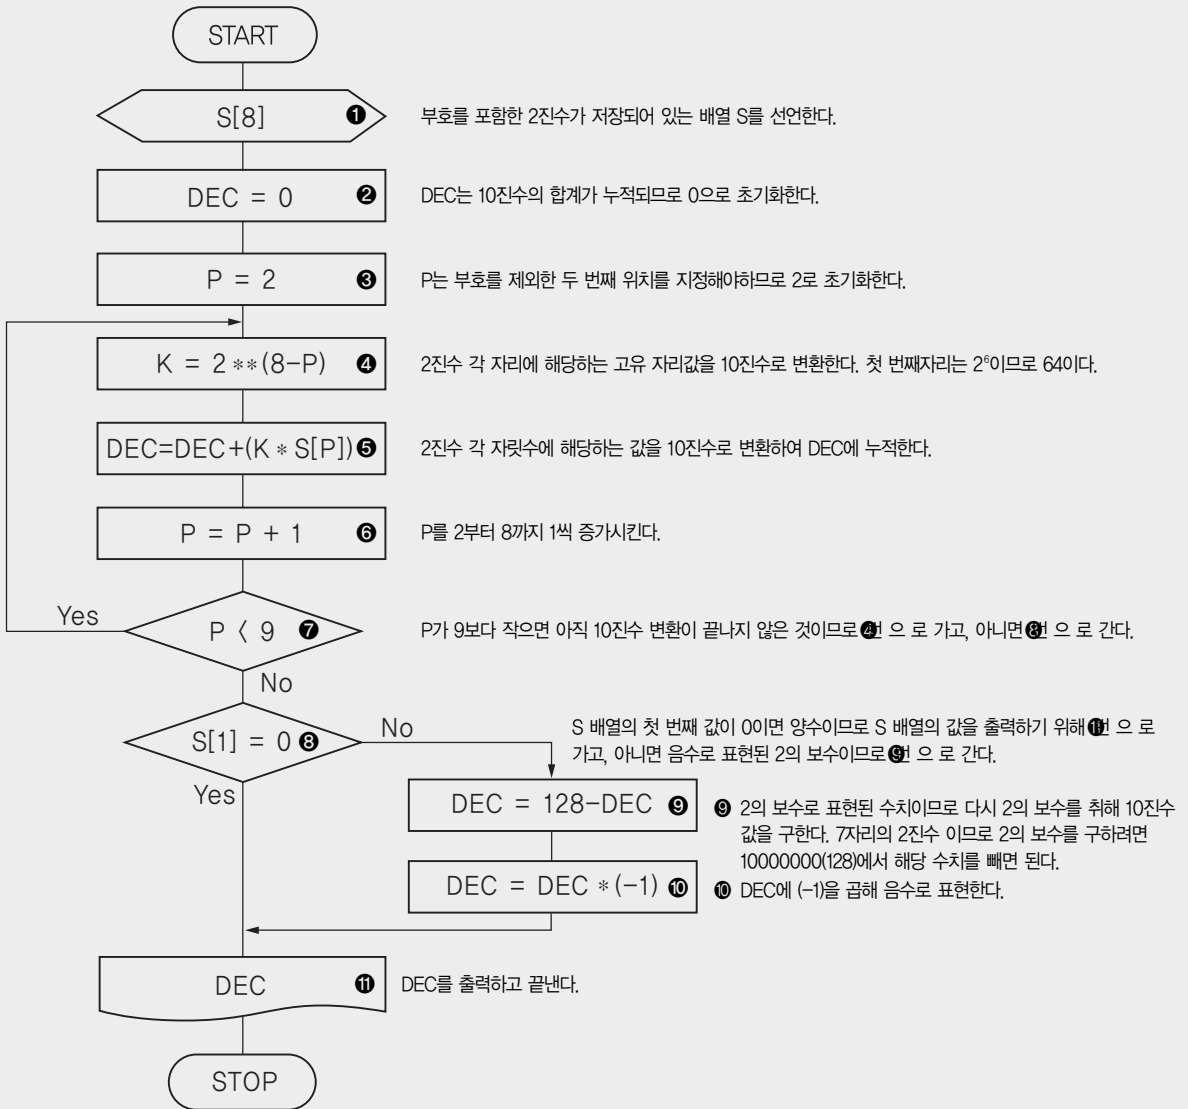 START
S[8] ❶
부호를 포함한 2진수가 저장되어 있는 배열 S를 선언한다.
DEC = 0 ❷
DEC는 10진수의 합계가 누적되므로 0으로 초기화한다.
P = 2 ❸
P는 부호를 제외한 두 번째 위치를 지정해야하므로 2로 초기화한다.
K = 2**(8-P) ❹
2진수 각 자리에 해당하는 고유 자리값을 10진수로 변환한다. 첫 번째자리는 2⁶이므로 64이다.
DEC=DEC+(K * S[P]) ❺
2진수 각 자릿수에 해당하는 값을 10진수로 변환하여 DEC에 누적한다.
P = P + 1 ❻
P를 2부터 8까지 1씩 증가시킨다.
Yes
P < 9 ❼
P가 9보다 작으면 아직 10진수 변환이 끝나지 않은 것이므로 ❹번 으 로 가고, 아니면 ❽번 으 로 간다.
No
S[1] = 0 ❽
No
S 배열의 첫 번째 값이 0이면 양수이므로 S 배열의 값을 출력하기 위해 ⓫번 으 로
가고, 아니면 음수로 표현된 2의 보수이므로 ❾번 으 로 간다.
Yes
DEC = 128-DEC ❾
❾ 2의 보수로 표현된 수치이므로 다시 2의 보수를 취해 10진수
값을 구한다. 7자리의 2진수 이므로 2의 보수를 구하려면
10000000(128)에서 해당 수치를 빼면 된다.
DEC = DEC *(-1) ❿
❿ DEC에 (-1)을 곱해 음수로 표현한다.
DEC ⓫
DEC를 출력하고 끝낸다.
STOP